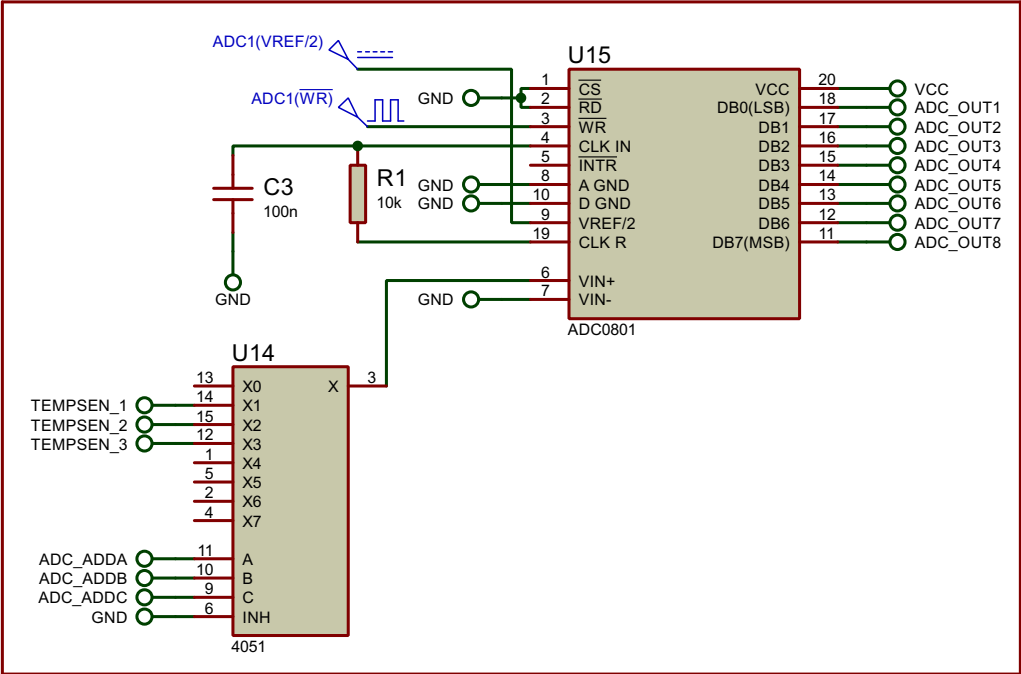 ADC1(VREF/2)
ADC1(WR)
GND
U15
1 CS
2 RD
3 WR
4 CLK IN
5 INTR
8 A GND
10 D GND
9 VREF/2
19 CLK R
6 VIN+
7 VIN-
VCC 20 VCC
DB0(LSB) 18 ADC_OUT1
DB1 17 ADC_OUT2
DB2 16 ADC_OUT3
DB3 15 ADC_OUT4
DB4 14 ADC_OUT5
DB5 13 ADC_OUT6
DB6 12 ADC_OUT7
DB7(MSB) 11 ADC_OUT8
ADC0801
C3
100n
GND
R1
10k
GND
GND
GND
U14
13 X0
TEMPSEN_1 14 X1
TEMPSEN_2 15 X2
TEMPSEN_3 12 X3
1 X4
5 X5
2 X6
4 X7
X 3
ADC_ADDA 11 A
ADC_ADDB 10 B
ADC_ADDC 9 C
GND 6 INH
4051